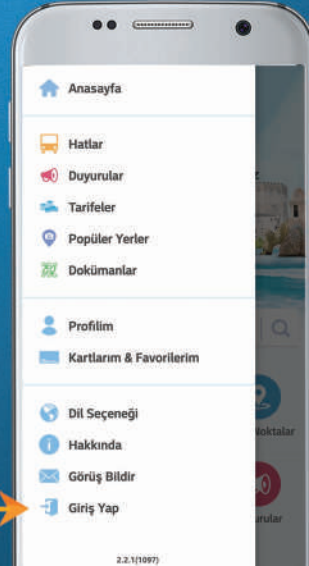 Anasayfa
Hatlar
Duyurular
Tarifeler
Popüler Yerler
Dokümanlar
Profilim
Kartlarım & Favorilerim
Dil Seçeneği
Hakkında
Görüş Bildir
Giriş Yap
2.2.1(1097)